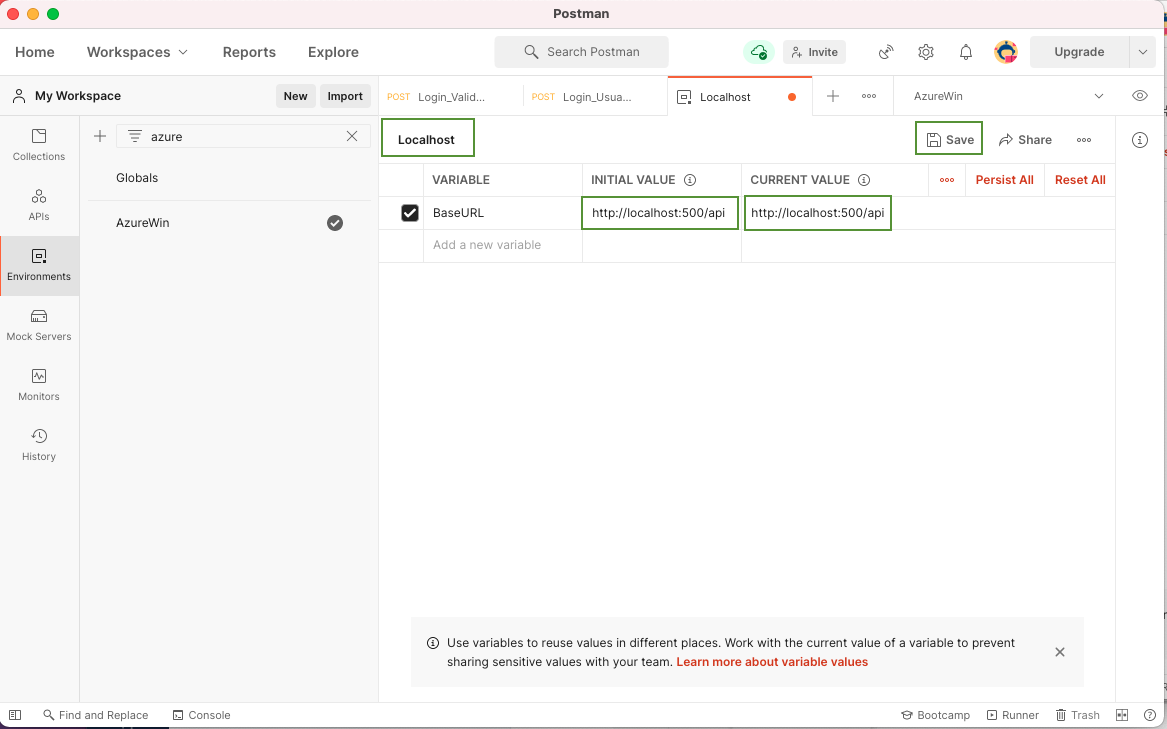 Postman
Home
Workspaces
Reports
Explore
Search Postman
Invite
Upgrade
My Workspace
New
Import
POST Login_Valid...
POST Login_Usua...
Localhost
AzureWin
Collections
APIs
Environments
Mock Servers
Monitors
History
azure
Globals
AzureWin
Localhost
Save
Share
VARIABLE
INITIAL VALUE
CURRENT VALUE
Persist All
Reset All
BaseURL
http://localhost:500/api
http://localhost:500/api
Add a new variable
Use variables to reuse values in different places. Work with the current value of a variable to prevent
sharing sensitive values with your team. Learn more about variable values
Find and Replace
Console
Bootcamp
Runner
Trash